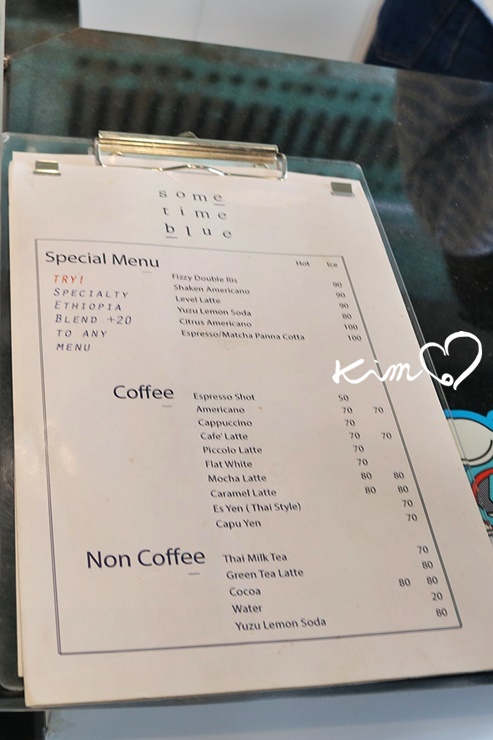 some
time
blue
Special Menu
Hot Ice
TRY!
SPECIALTY
ETHIOPIA
BLEND +20
TO ANY
MENU
Fizzy Double Ris 90
Shaken Americano 90
Level Latte 90
Yuzu Lemon Soda 80
Citrus Americano 100
Espresso/Matcha Panna Cotta 100
Kim
Coffee
Espresso Shot 50
Americano 70 70
Cappuccino 70
Cafe' Latte 70 70
Piccolo Latte 70
Flat White 70
Mocha Latte 80 80
Caramel Latte 80 80
Es Yen ( Thai Style) 70
Capu Yen 70
Non Coffee
Thai Milk Tea 70
Green Tea Latte 80
Cocoa 80 80
Water 20
Yuzu Lemon Soda 80